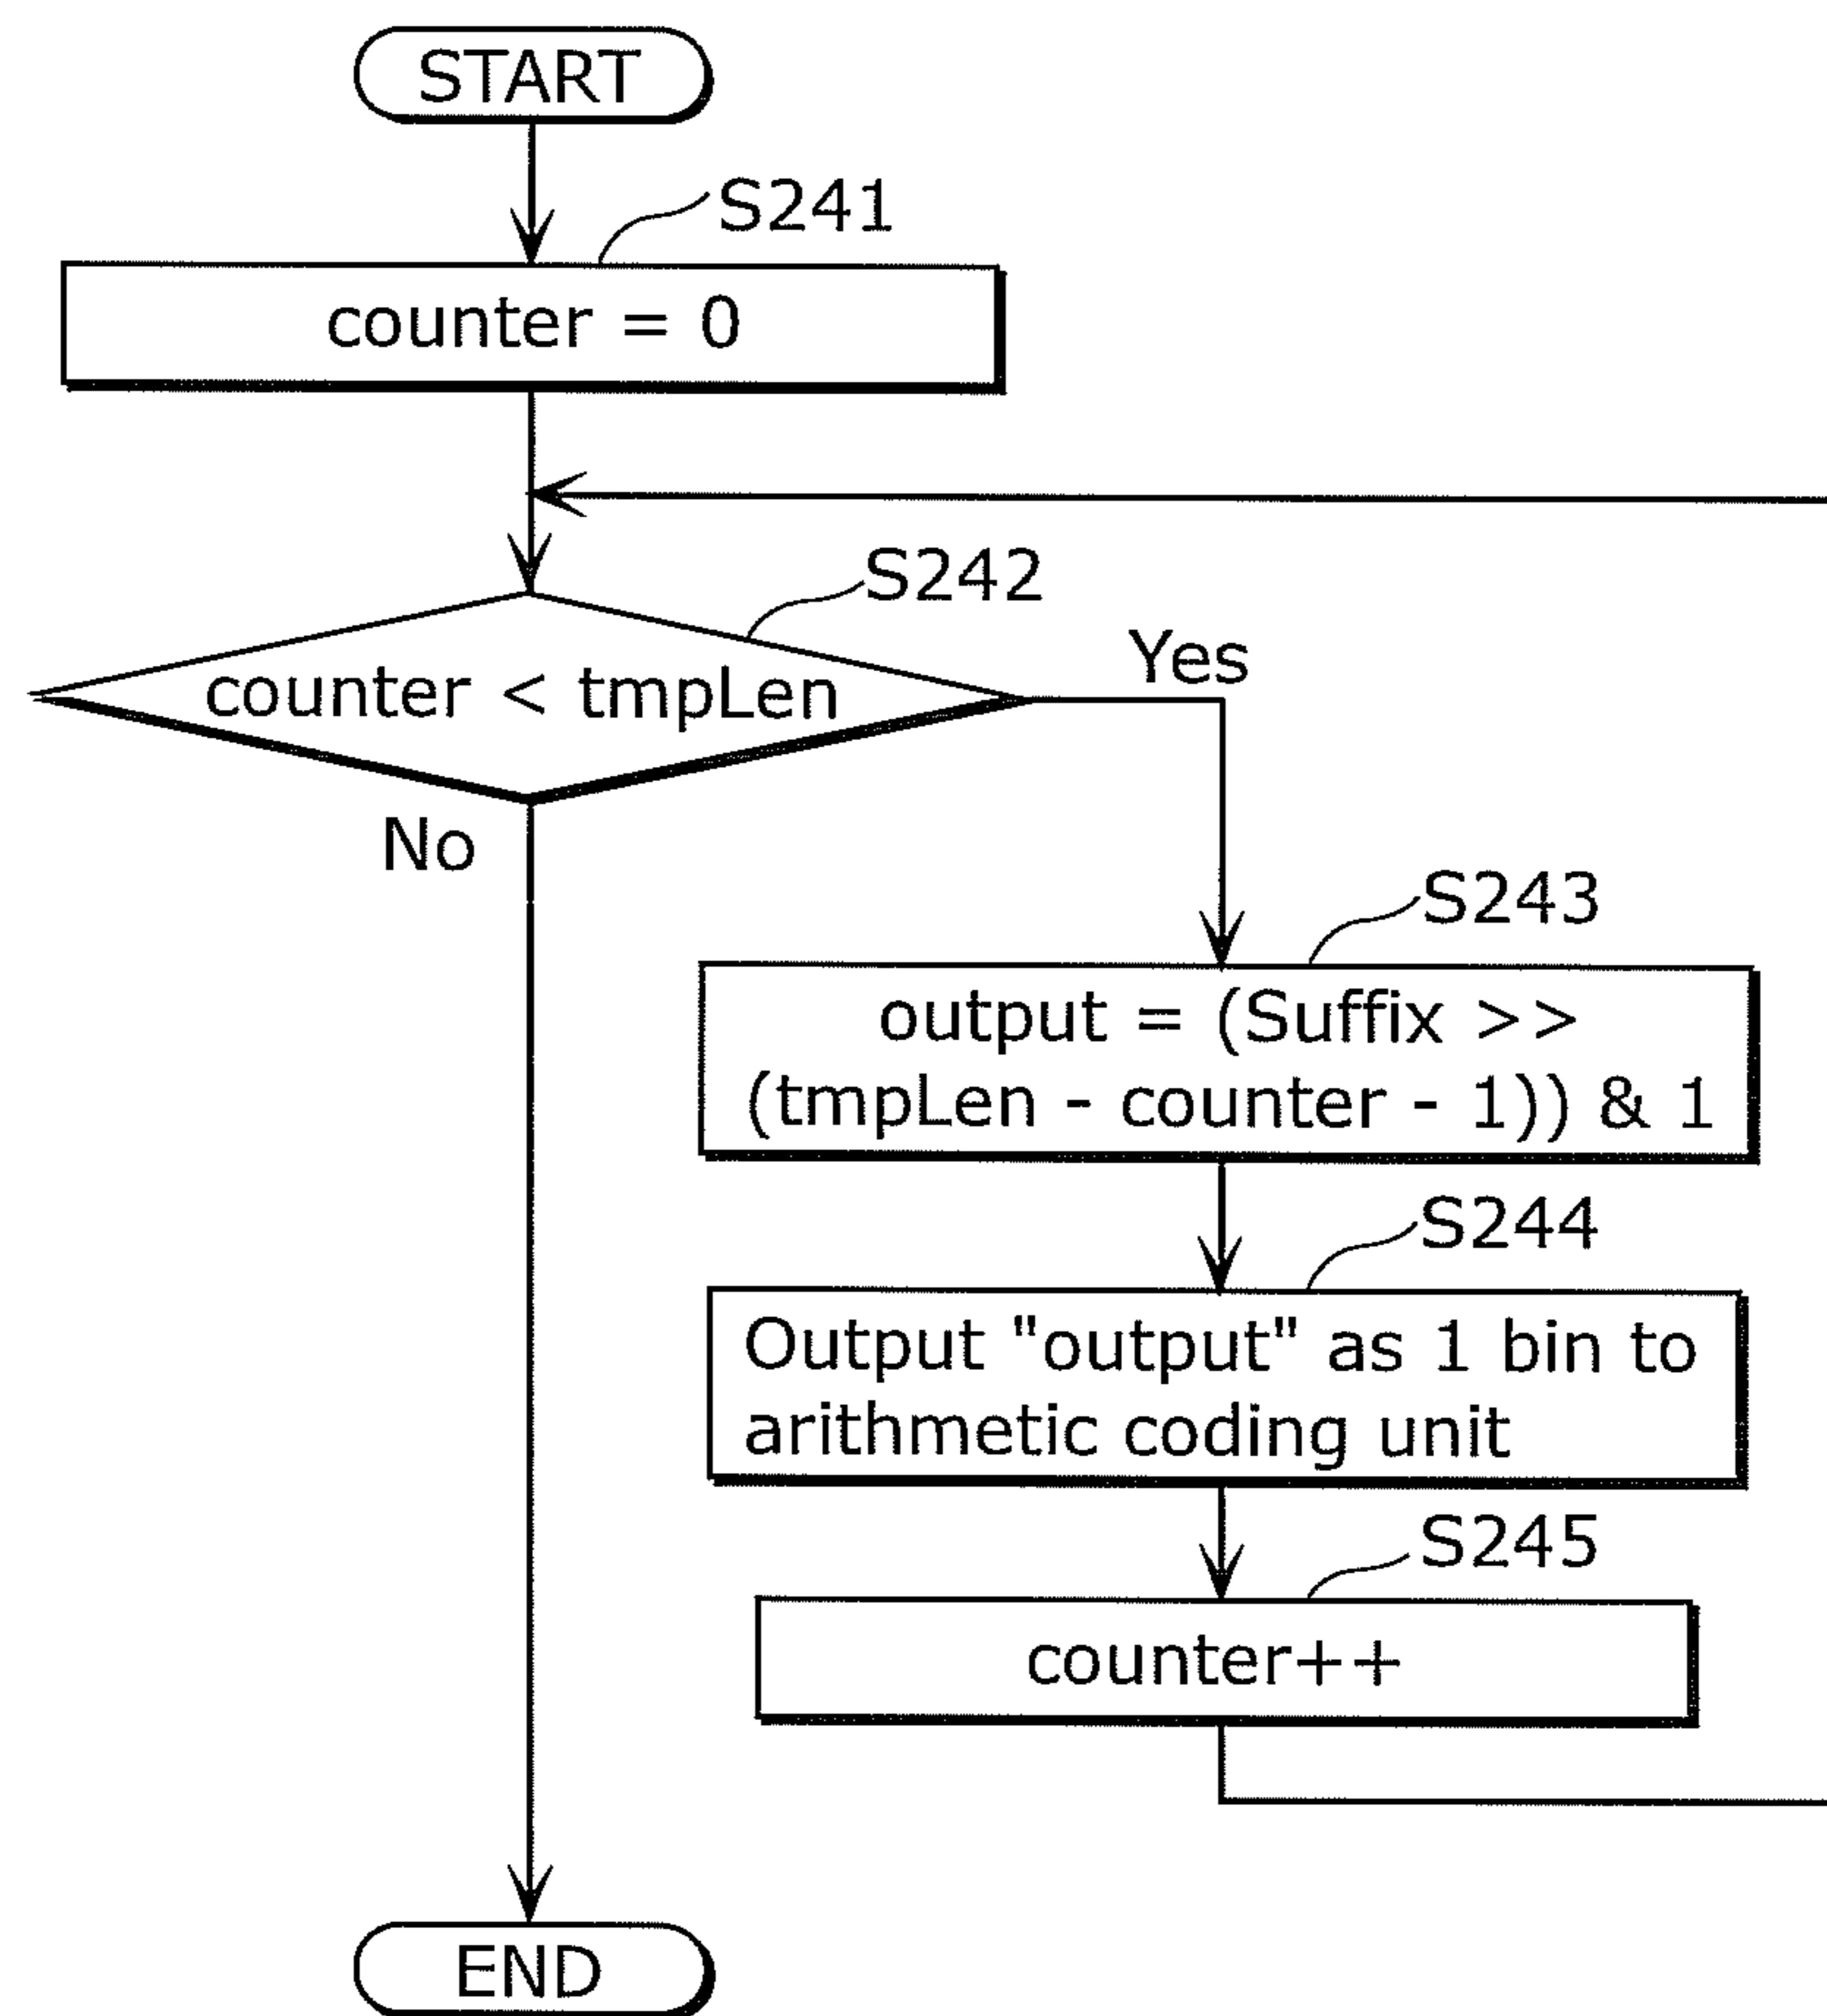 START
S241
counter = 0
S242
counter < tmpLen
Yes
No
S243
output = (Suffix >>
(tmpLen - counter - 1)) & 1
S244
Output "output" as 1 bin to
arithmetic coding unit
S245
counter++
END